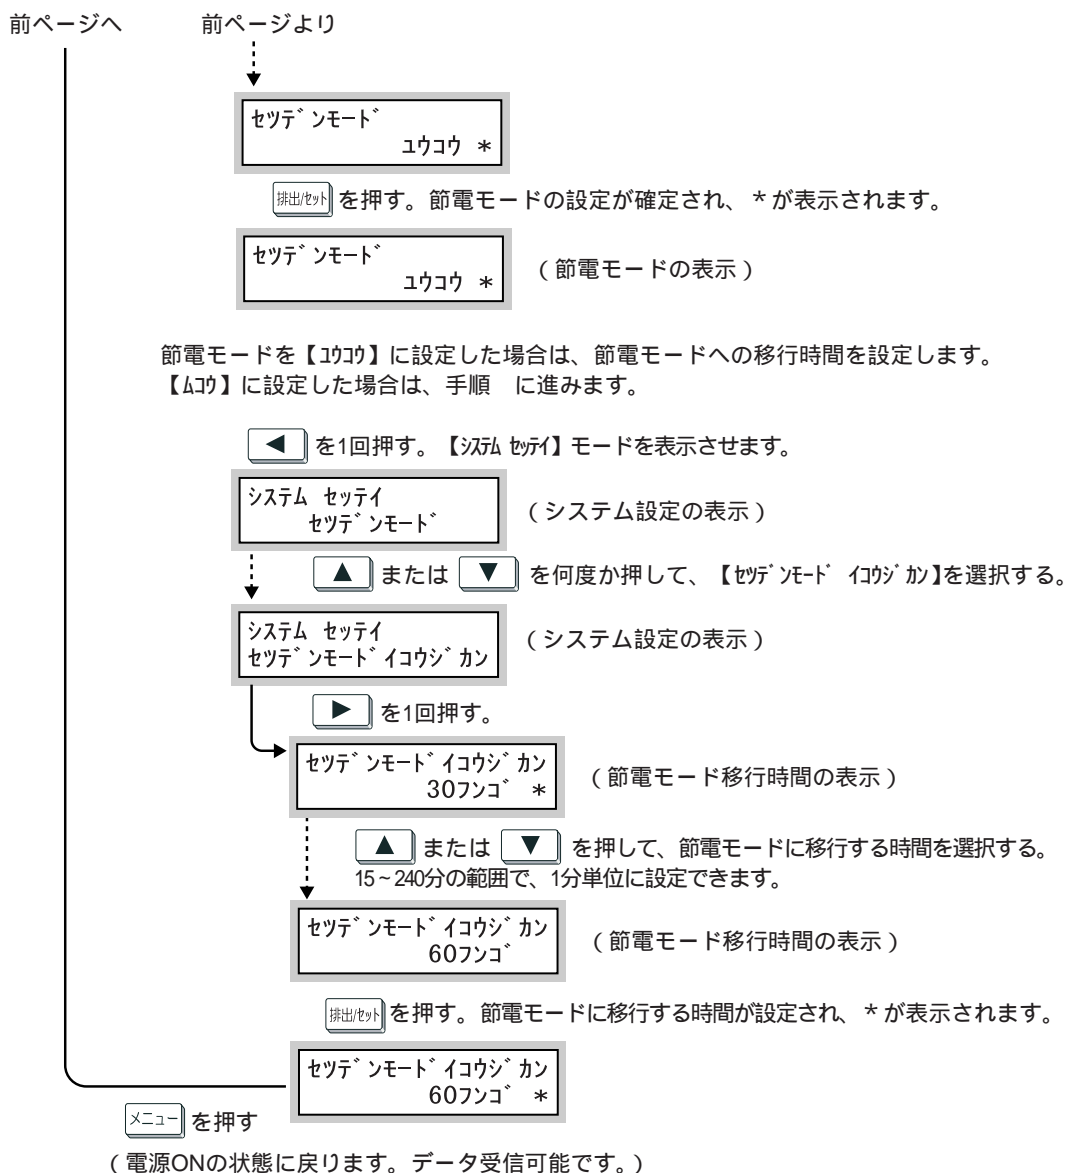 前ページへ 前ページより
セツデンモード
ユウコウ *
排出/セット を押す。節電モードの設定が確定され、*が表示されます。
セツデンモード
ユウコウ *
(節電モードの表示)
節電モードを【ユウコウ】に設定した場合は、節電モードへの移行時間を設定します。
【ムコウ】に設定した場合は、手順 に進みます。
◀ を1回押す。【システム セッテイ】モードを表示させます。
システム セッテイ
セツデンモード
(システム設定の表示)
▲ または ▼ を何度か押して、【セツデンモード イコウジカン】を選択する。
システム セッテイ
セツデンモードイコウジカン
(システム設定の表示)
▶ を1回押す。
セツデンモードイコウジカン
30フンゴ *
(節電モード移行時間の表示)
▲ または ▼ を押して、節電モードに移行する時間を選択する。
15~240分の範囲で、1分単位に設定できます。
セツデンモードイコウジカン
60フンゴ
(節電モード移行時間の表示)
排出/セット を押す。節電モードに移行する時間が設定され、*が表示されます。
セツデンモードイコウジカン
60フンゴ *
メニュー を押す
(電源ONの状態に戻ります。データ受信可能です。)